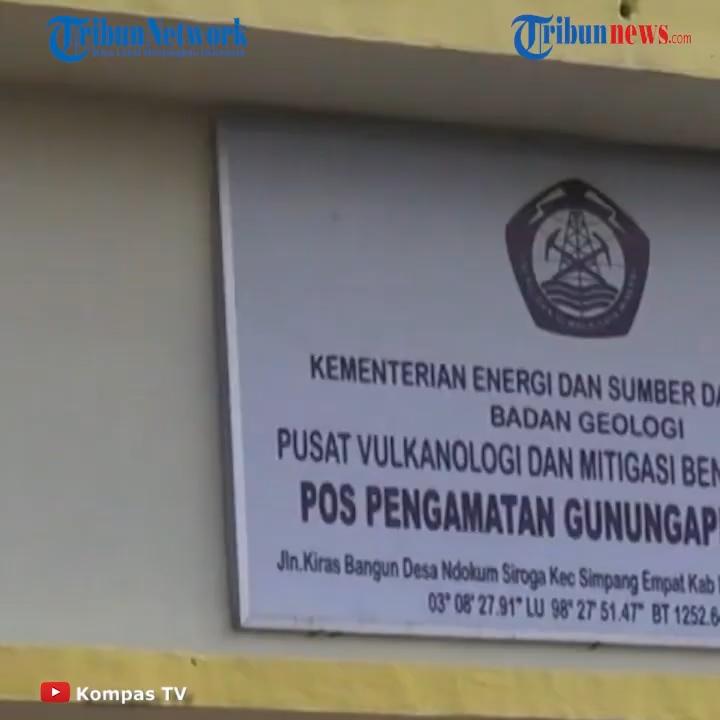 Tribun Network
Tribunnews.com
KEMENTERIAN ENERGI DAN SUMBER DA
BADAN GEOLOGI
PUSAT VULKANOLOGI DAN MITIGASI BEN
POS PENGAMATAN GUNUNGAP
Jln.Kiras Bangun Desa Ndokum Siroga Kec Simpang Empat Kab
03° 08' 27.91" LU 98° 27' 51.47" BT 1252.6
Kompas TV